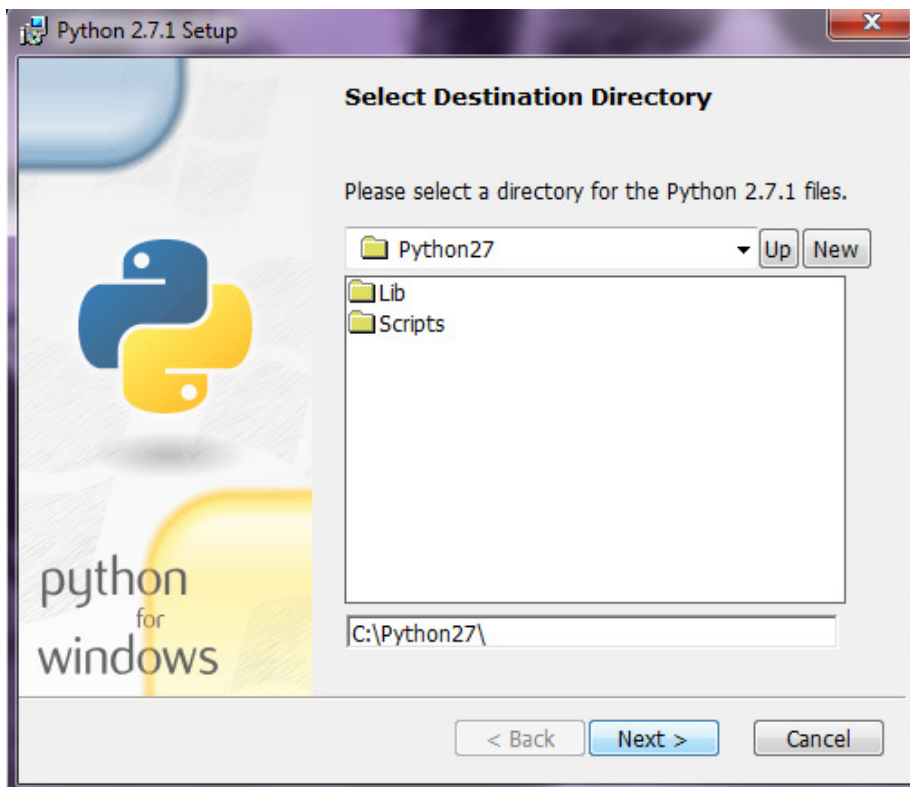 Python 2.7.1 Setup
Select Destination Directory
Please select a directory for the Python 2.7.1 files.
Python27
Up
New
Lib
Scripts
C:\Python27\
python
for
windows
< Back
Next >
Cancel